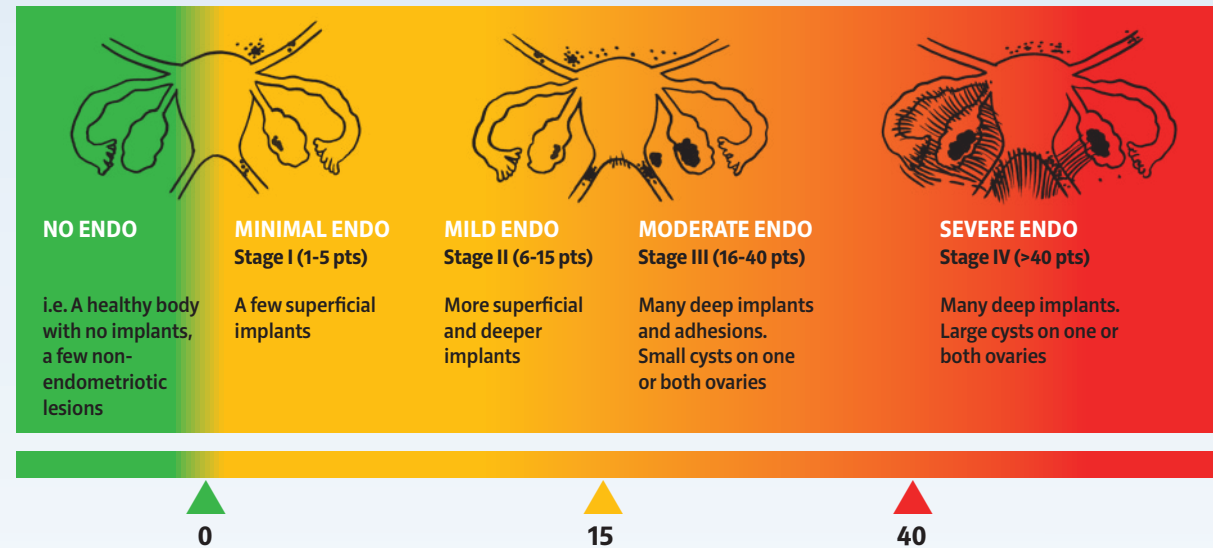 NO ENDO
i.e. A healthy body
with no implants,
a few non-
endometriotic
lesions
MINIMAL ENDO
Stage I (1-5 pts)
A few superficial
implants
MILD ENDO
Stage II (6-15 pts)
More superficial
and deeper
implants
MODERATE ENDO
Stage III (16-40 pts)
Many deep implants
and adhesions.
Small cysts on one
or both ovaries
SEVERE ENDO
Stage IV (>40 pts)
Many deep implants.
Large cysts on one or
both ovaries
0
15
40